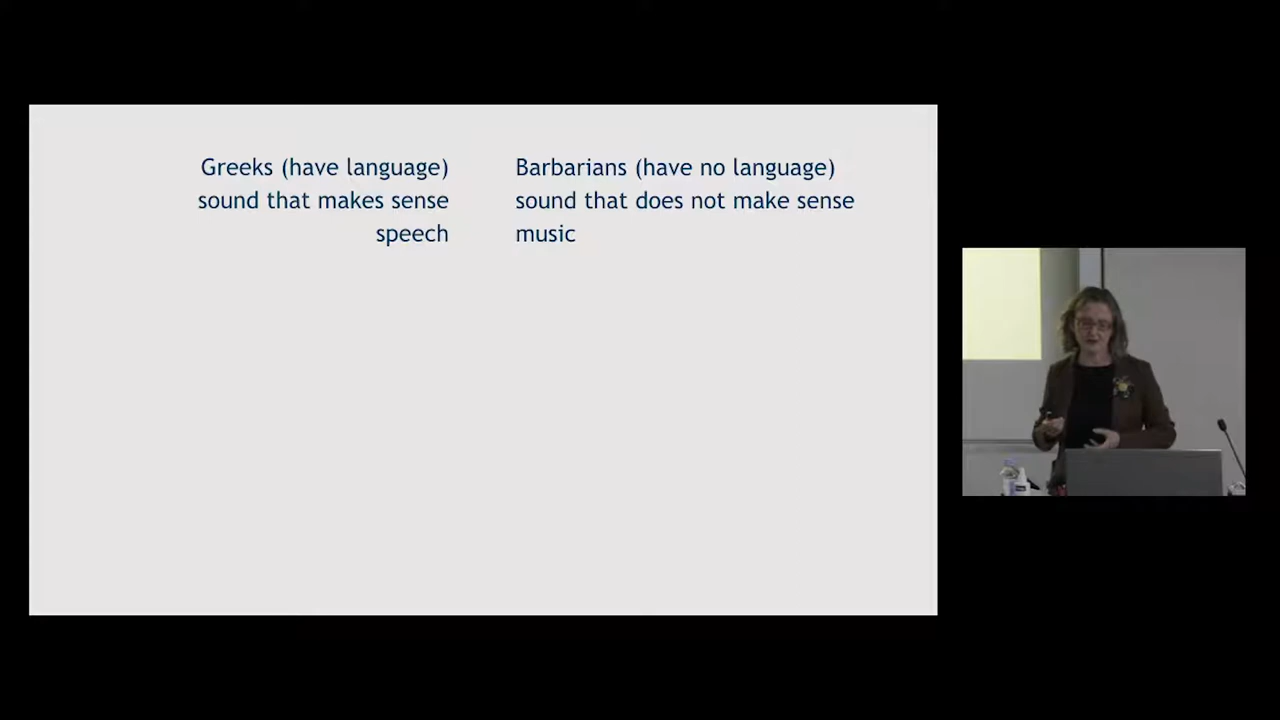 Greeks (have language)
sound that makes sense
speech
Barbarians (have no language)
sound that does not make sense
music